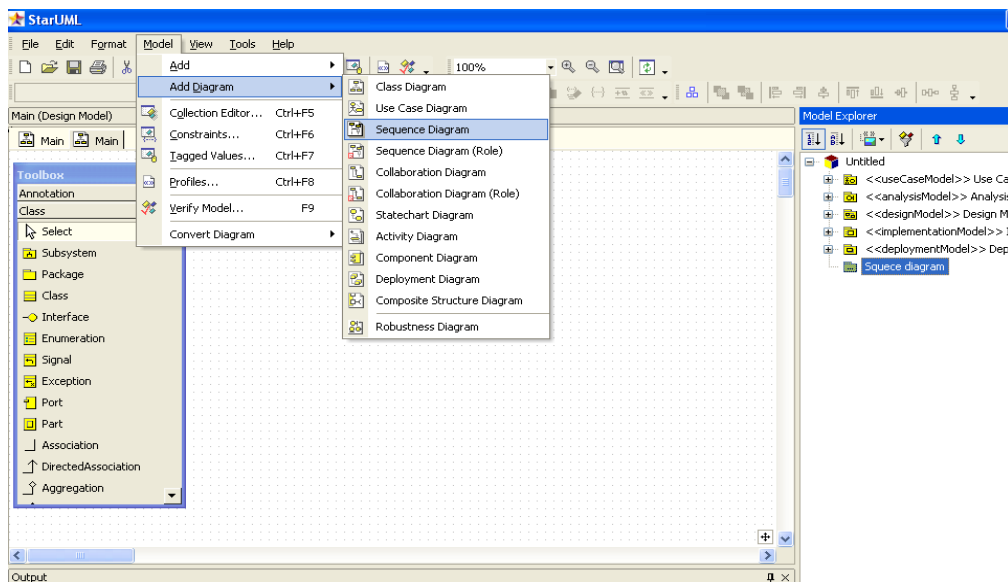 StarUML
File Edit Format Model View Tools Help
Add
100%
Add Diagram
Class Diagram
Main (Design Model)
Collection Editor... Ctrl+F5
Use Case Diagram
Model Explorer
Constraints... Ctrl+F6
Sequence Diagram
Main Main
Tagged Values... Ctrl+F7
Sequence Diagram (Role)
Untitled
Toolbox
Profiles... Ctrl+F8
Collaboration Diagram
<<useCaseModel>> Use Ca
Annotation
Collaboration Diagram (Role)
<<analysisModel>> Analysis
Class
Verify Model... F9
Statechart Diagram
<<designModel>> Design M
Select
Convert Diagram
Activity Diagram
<<implementationModel>>
Subsystem
Component Diagram
<<deploymentModel>> Dep
Package
Deployment Diagram
Squece diagram
Class
Composite Structure Diagram
Interface
Robustness Diagram
Enumeration
Signal
Exception
Port
Part
Association
DirectedAssociation
Aggregation
Output